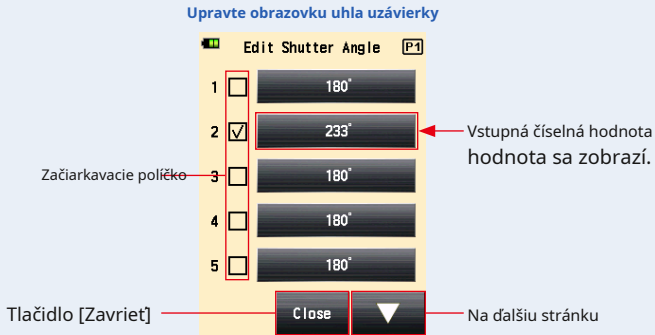 Upravte obrazovku uhla uzávierky
Edit Shutter Angle P1
1 180°
2 233°
Vstupná číselná hodnota
hodnota sa zobrazí.
Začiarkavacie políčko
3 180°
4 180°
5 180°
Tlačidlo [Zavrieť]
Close
Na ďalšiu stránku